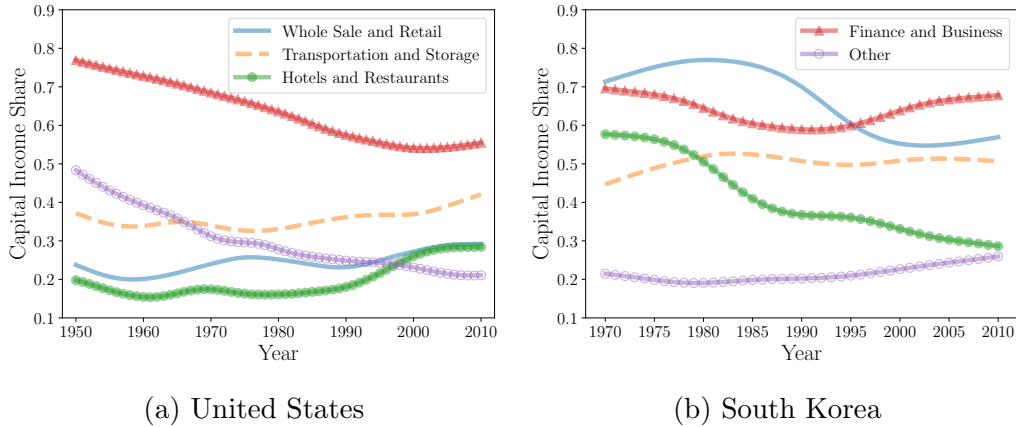 Capital Income Share
0.9
0.8
0.7
0.6
0.5
0.4
0.3
0.2
0.1
Whole Sale and Retail
Transportation and Storage
Hotels and Restaurants
1950 1960 1970 1980 1990 2000 2010
Year
(a) United States
Capital Income Share
0.9
0.8
0.7
0.6
0.5
0.4
0.3
0.2
0.1
Finance and Business
Other
1970 1975 1980 1985 1990 1995 2000 2005 2010
Year
(b) South Korea